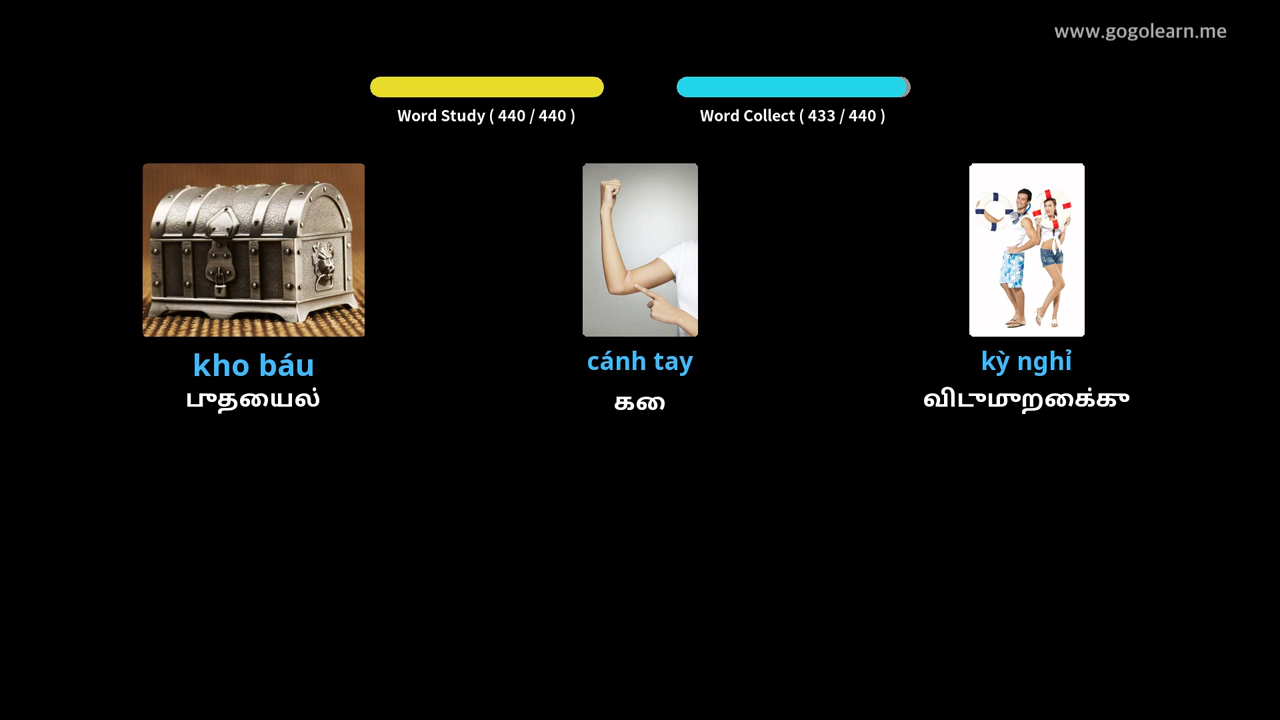 www.gogolearn.me
Word Study ( 440 / 440 )
Word Collect ( 433 / 440 )
kho báu
cánh tay
kỳ nghỉ
புதையல்
கை
விடுமுறைக்கு